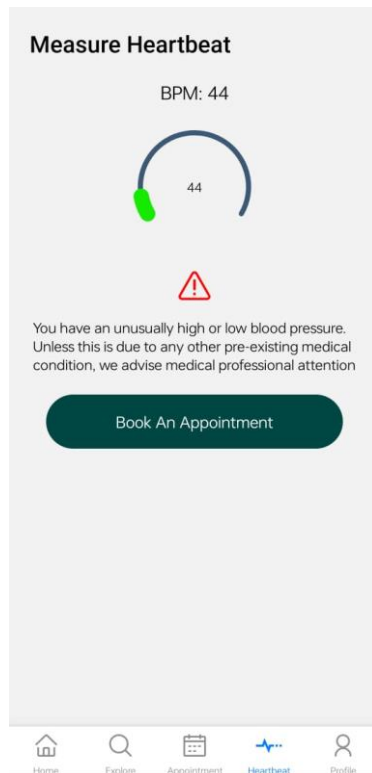 Measure Heartbeat
BPM: 44
44
You have an unusually high or low blood pressure.
Unless this is due to any other pre-existing medical
condition, we advise medical professional attention
Book An Appointment
Home Explore Appointment Heartbeat Profile